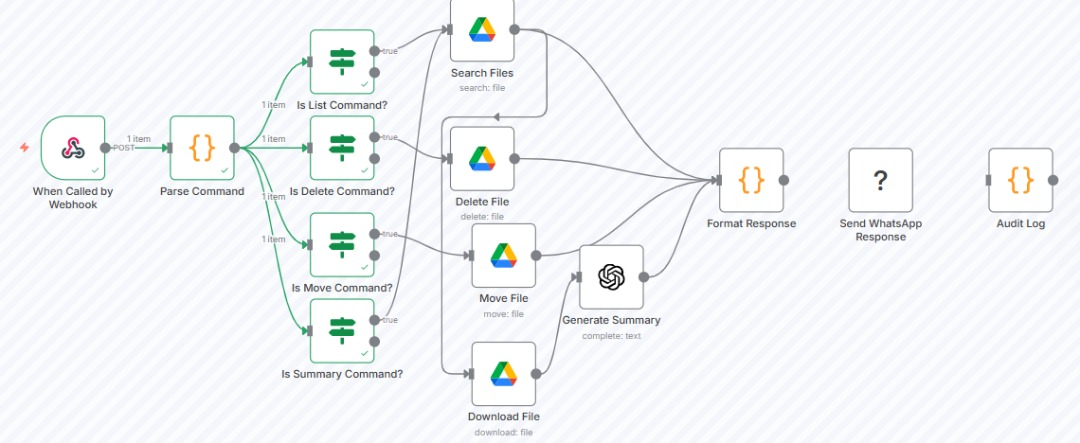 true
Search Files
search: file
1 item
Is List Command?
1 item
POST
1 item
true
When Called by
Webhook
Parse Command
Is Delete Command?
Delete File
delete: file
1 item
true
Format Response
?
Send WhatsApp
Response
Audit Log
1 item
Is Move Command?
Move File
move: file
true
Generate Summary
complete: text
Is Summary Command?
Download File
download: file